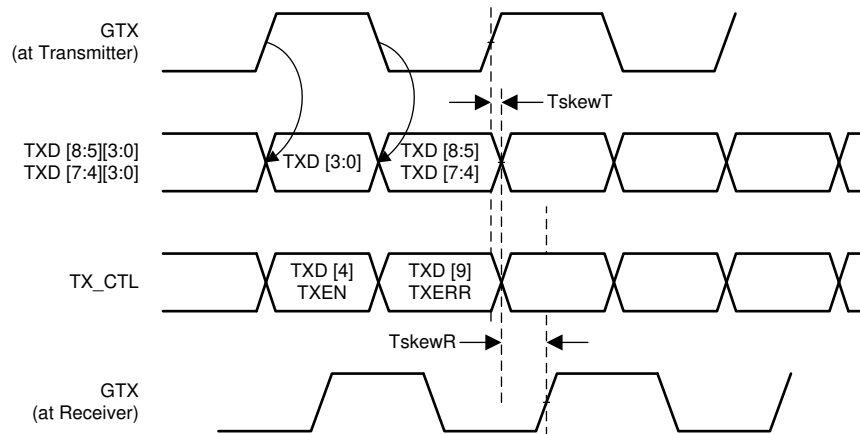 GTX
(at Transmitter)
TskewT
TXD [8:5][3:0]
TXD [7:4][3:0]
TXD [3:0]
TXD [8:5]
TXD [7:4]
TX_CTL
TXD [4]
TXEN
TXD [9]
TXERR
TskewR
GTX
(at Receiver)